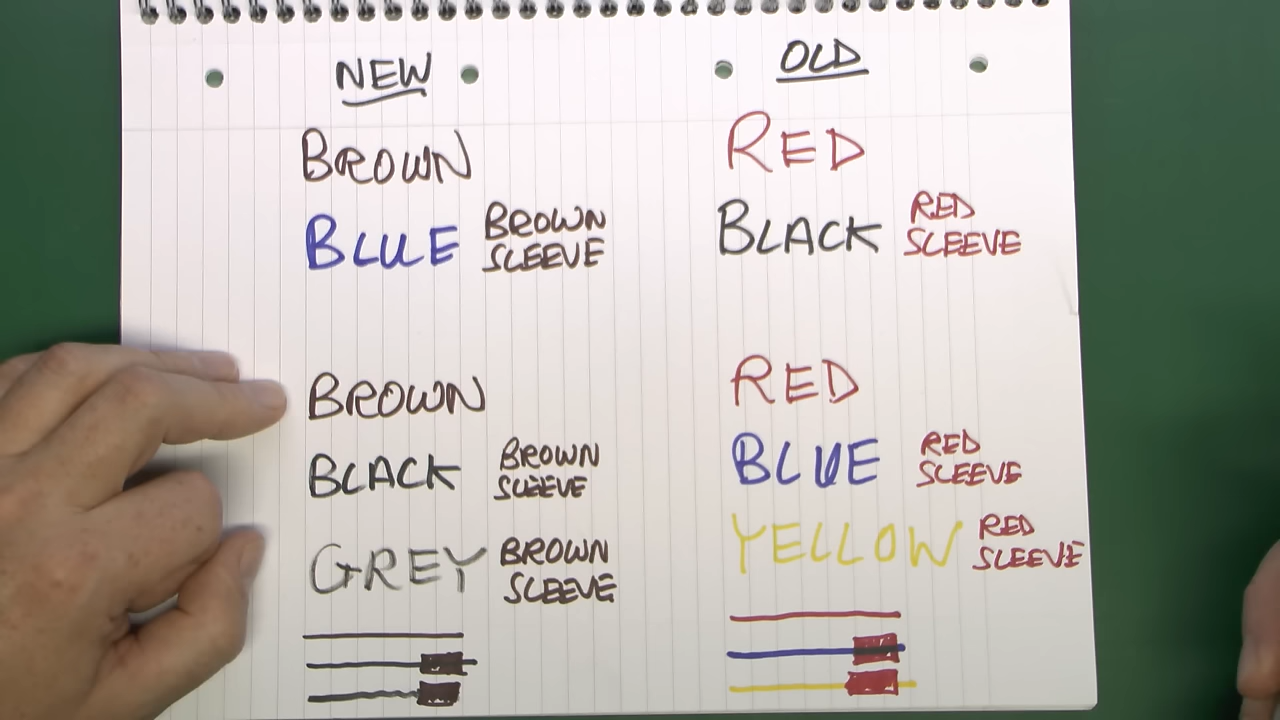 NEW
OLD
BROWN
RED
BLUE
BROWN
SLEEVE
BLACK
RED
SLEEVE
BROWN
RED
BLACK
BROWN
SLEEVE
BLUE
RED
SLEEVE
GREY
BROWN
SLEEVE
YELLOW
RED
SLEEVE